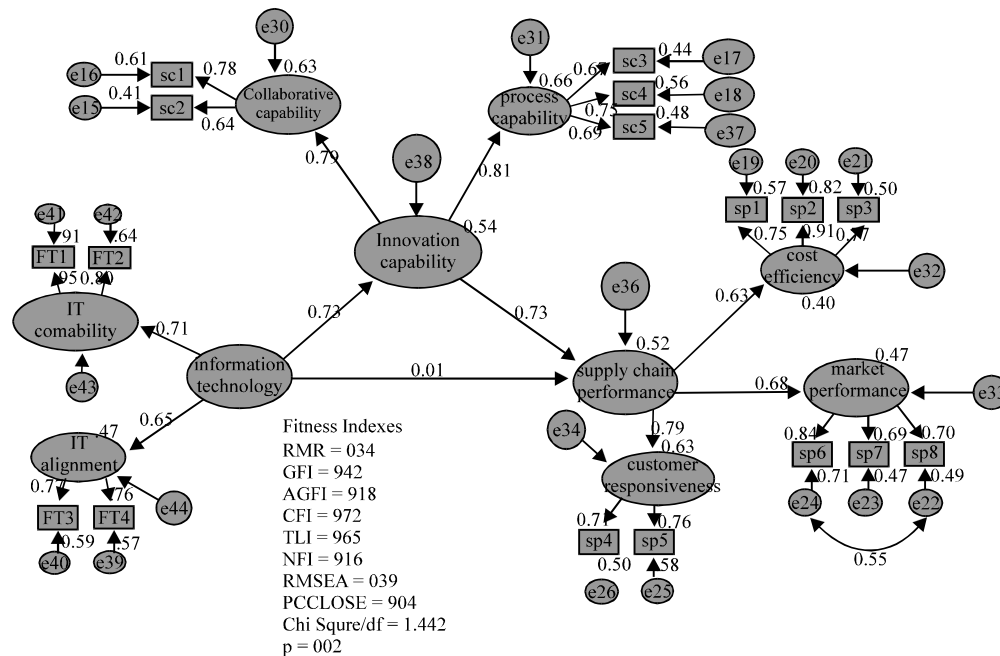 e30
0.63
e16
0.61
sc1
0.78
e15
0.41
sc2
0.64
Collaborative
capability
e31
0.66
process
capability
sc3
0.44
e17
sc4
0.56
e18
0.75
sc5
0.48
e37
0.69
0.79
e38
0.81
0.54
Innovation
capability
e19
e20
e21
0.57
0.82
0.50
sp1
sp2
sp3
0.75
0.91
cost
efficiency
0.40
e32
e41
e42
91
.64
FT1
FT2
95
IT
comability
e43
0.71
0.73
0.73
e36
0.63
0.52
information
technology
0.01
supply chain
performance
0.68
0.47
market
performance
0.84
0.69
0.70
sp6
sp7
sp8
0.71
0.47
0.49
e24
e23
e22
0.55
0.65
.47
IT
alignment
76
e44
FT3
FT4
0.59
.57
e40
e39
e34
0.79
0.63
customer
responsiveness
0.71
0.76
sp4
sp5
0.50
.58
e26
e25
Fitness Indexes
RMR = 034
GFI = 942
AGFI = 918
CFI = 972
TLI = 965
NFI = 916
RMSEA = 039
PCCLOSE = 904
Chi Squre/df = 1.442
p = 002